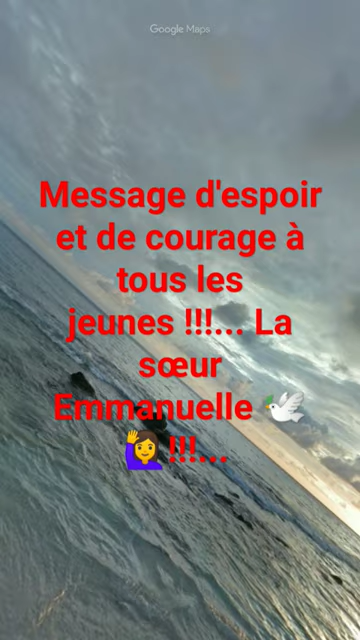 Google Maps
Message d'espoir
et de courage à
tous les
jeunes !!!... La
sœur
Emmanuelle 🕊️
🙋‍♀️!!!...